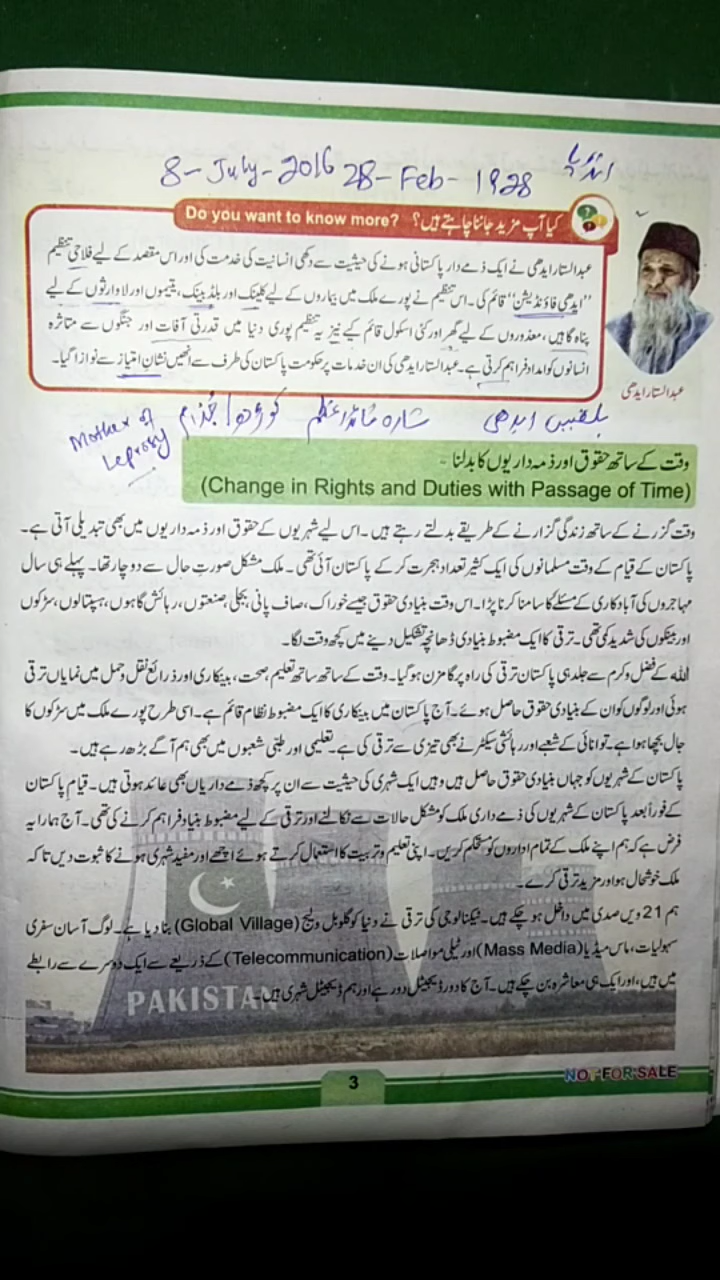 8-July-2016 28-Feb-1928 انڈیا
کیا آپ مزید جاننا چاہتے ہیں؟ Do you want to know more?
عبدالستار ایدھی نے ایک ذمے دار پاکستانی ہونے کی حیثیت سے دکھی انسانیت کی خدمت کی اور اس مقصد کے لیے فلاحی تنظیم
"ایدھی فاؤنڈیشن" قائم کی۔ اس تنظیم نے پورے ملک میں بیماروں کے لیے کلینک اور بلڈ بینک، یتیموں اور لاوارثوں کے لیے
پناہ گاہیں، معذوروں کے لیے گھر اور کئی اسکول قائم کیے نیز یہ تنظیم پوری دنیا میں قدرتی آفات اور جنگوں سے متاثرہ
انسانوں کو امداد فراہم کرتی ہے۔ عبدالستار ایدھی کی ان خدمات پر حکومت پاکستان کی طرف سے انھیں نشانِ امتیاز سے نوازا گیا۔
عبدالستار ایدھی
بلقیس ایدھی کوڑھ / جُذام Mother of
Leprosy
وقت کے ساتھ حقوق اور ذمہ داریوں کا بدلنا
(Change in Rights and Duties with Passage of Time)
وقت گزرنے کے ساتھ زندگی گزارنے کے طریقے بدلتے رہتے ہیں۔ اس لیے شہریوں کے حقوق اور ذمہ داریوں میں بھی تبدیلی آتی ہے۔
پاکستان کے قیام کے وقت مسلمانوں کی ایک کثیر تعداد ہجرت کر کے پاکستان آئی تھی۔ ملک مشکل صورتِ حال سے دوچار تھا۔ پہلے ہی سال
مہاجروں کی آبادکاری کے مسئلے کا سامنا کرنا پڑا۔ اس وقت بنیادی حقوق جیسے خوراک، صاف پانی، بجلی، صنعتوں، رہائش گاہوں، ہسپتالوں، سڑکوں
اور بینکوں کی شدید کمی تھی۔ ترقی کا ایک مضبوط بنیادی ڈھانچہ تشکیل دینے میں کچھ وقت لگا۔
اللہ کے فضل و کرم سے جلد ہی پاکستان ترقی کی راہ پر گامزن ہو گیا۔ وقت کے ساتھ ساتھ تعلیم، صحت، بینکاری اور ذرائع نقل و حمل میں نمایاں ترقی
ہوئی اور لوگوں کو ان کے بنیادی حقوق حاصل ہوئے۔ آج پاکستان میں بینکاری کا ایک مضبوط نظام قائم ہے۔ اسی طرح پورے ملک میں سڑکوں کا
جال بچھا ہوا ہے۔ توانائی کے شعبے اور رہائشی سیکٹر نے بھی تیزی سے ترقی کی ہے۔ تعلیمی اور طبّی شعبوں میں بھی ہم آگے بڑھ رہے ہیں۔
پاکستان کے شہریوں کو جہاں بنیادی حقوق حاصل ہیں وہیں ایک شہری کی حیثیت سے ان پر کچھ ذمے داریاں بھی عائد ہوتی ہیں۔ قیامِ پاکستان
کے فوراً بعد پاکستان کے شہریوں کی ذمے داری ملک کو مشکل حالات سے نکالنے اور ترقی کے لیے مضبوط بنیاد فراہم کرنے کی تھی۔ آج ہمارا یہ
فرض ہے کہ ہم اپنے ملک کے تمام اداروں کو مستحکم کریں۔ اپنی تعلیم و تربیت کا استعمال کرتے ہوئے اچھے اور مفید شہری ہونے کا ثبوت دیں تاکہ
ملک خوشحال ہو اور مزید ترقی کرے۔
ہم 21 ویں صدی میں داخل ہو چکے ہیں۔ ٹیکنالوجی کی ترقی نے دنیا کو گلوبل ولیج (Global Village) بنا دیا ہے۔ لوگ آسان سفری
سہولیات، ماس میڈیا (Mass Media) اور ٹیلی مواصلات (Telecommunication) کے ذریعے سے ایک دوسرے سے رابطے
میں ہیں، اور ایک ہی معاشرہ بن چکے ہیں۔ آج کا دور ڈیجیٹل دور ہے اور ہم ڈیجیٹل شہری ہیں۔
PAKISTAN
3
NOT FOR SALE